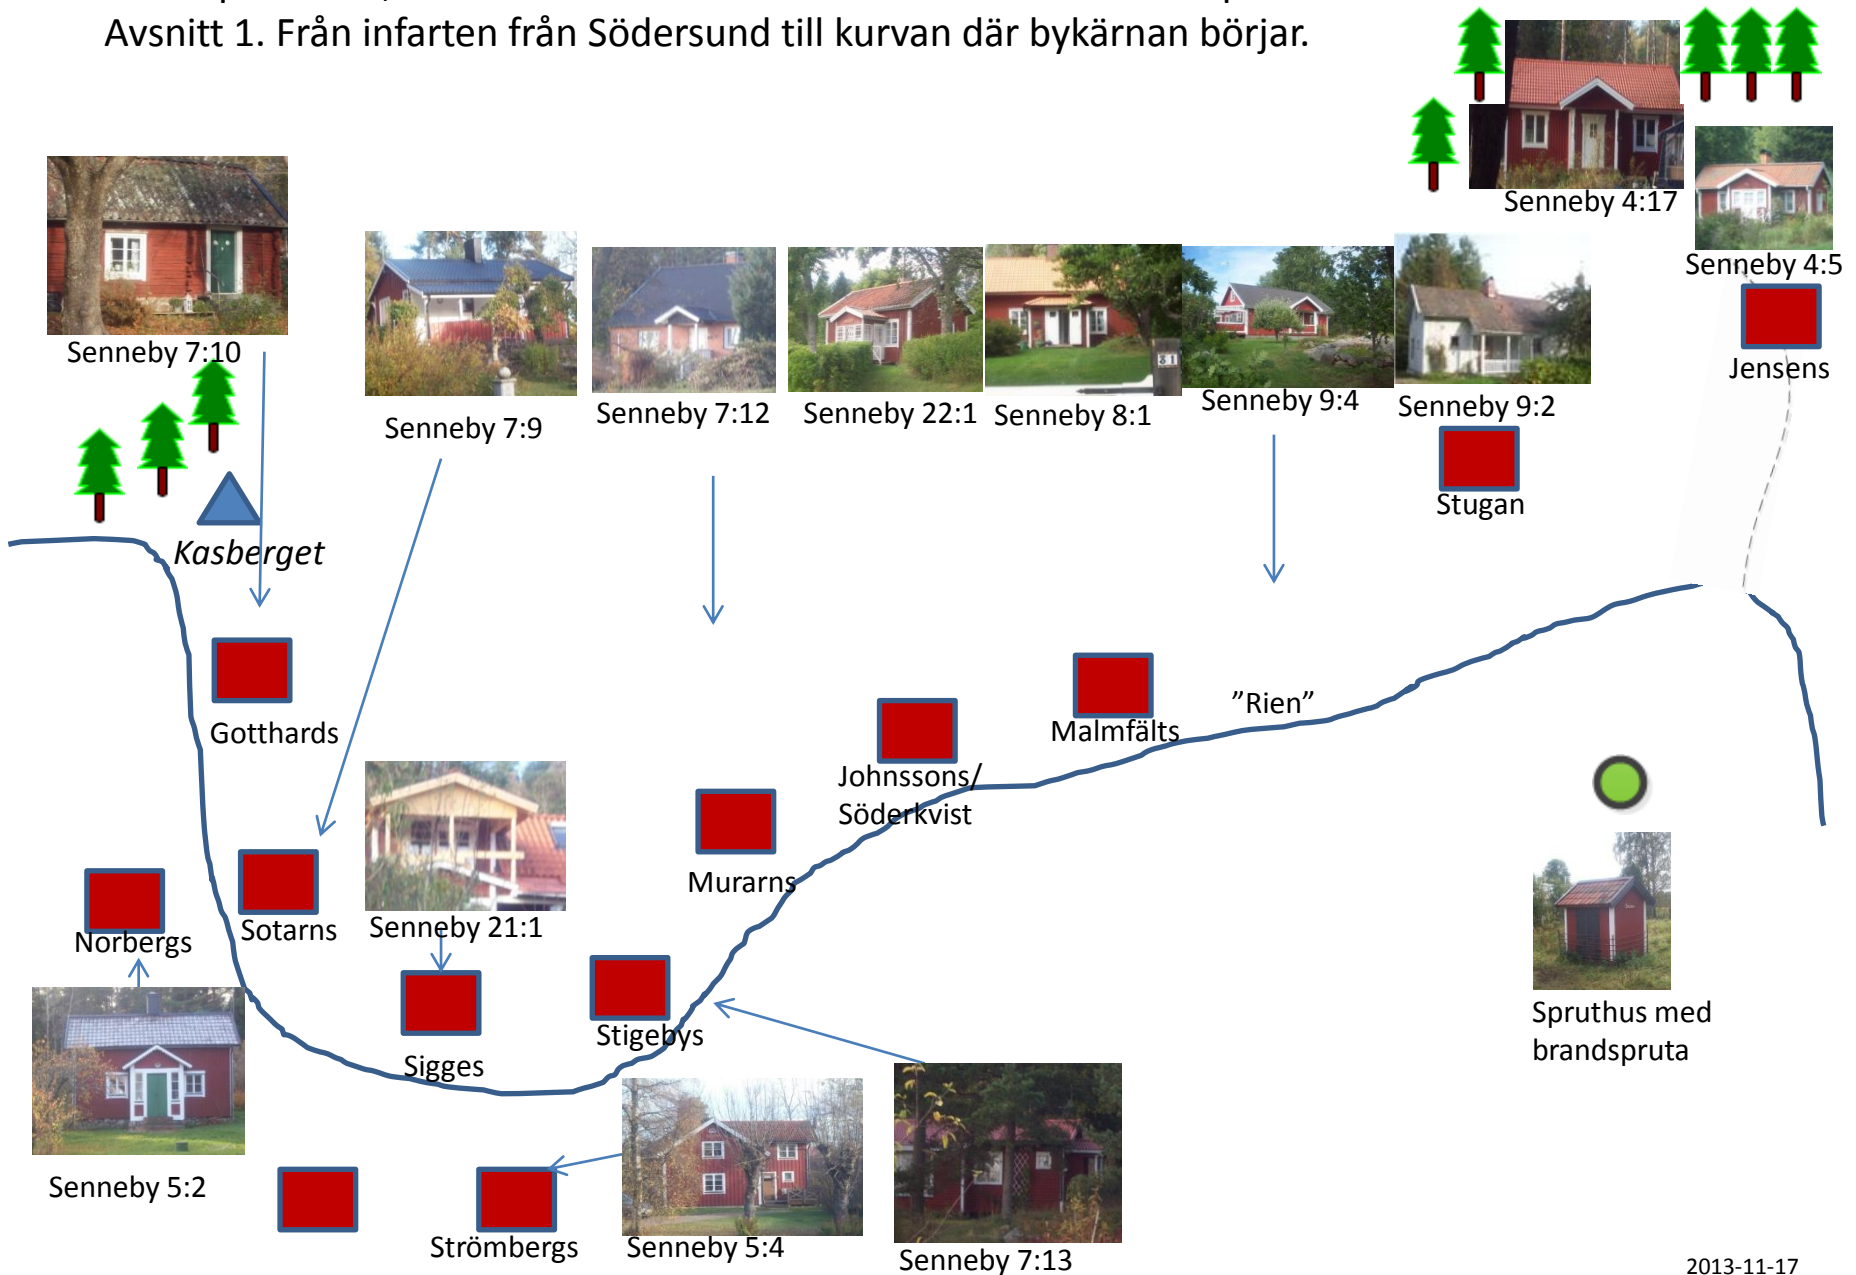 Avsnitt 1. Från infarten från Södersund till kurvan där bykärnan börjar.
Senneby 4:17
Senneby 4:5
Jensens
Senneby 7:10
Senneby 7:9
Senneby 7:12
Senneby 22:1
Senneby 8:1
31
Senneby 9:4
Senneby 9:2
Stugan
Kasberget
Gotthards
Malmfälts
”Rien”
Johnssons/
Söderkvist
Murarns
Norbergs
Sotarns
Senneby 21:1
Sigges
Stigebys
Spruthus med
brandspruta
Senneby 5:2
Strömbergs
Senneby 5:4
Senneby 7:13
2013-11-17